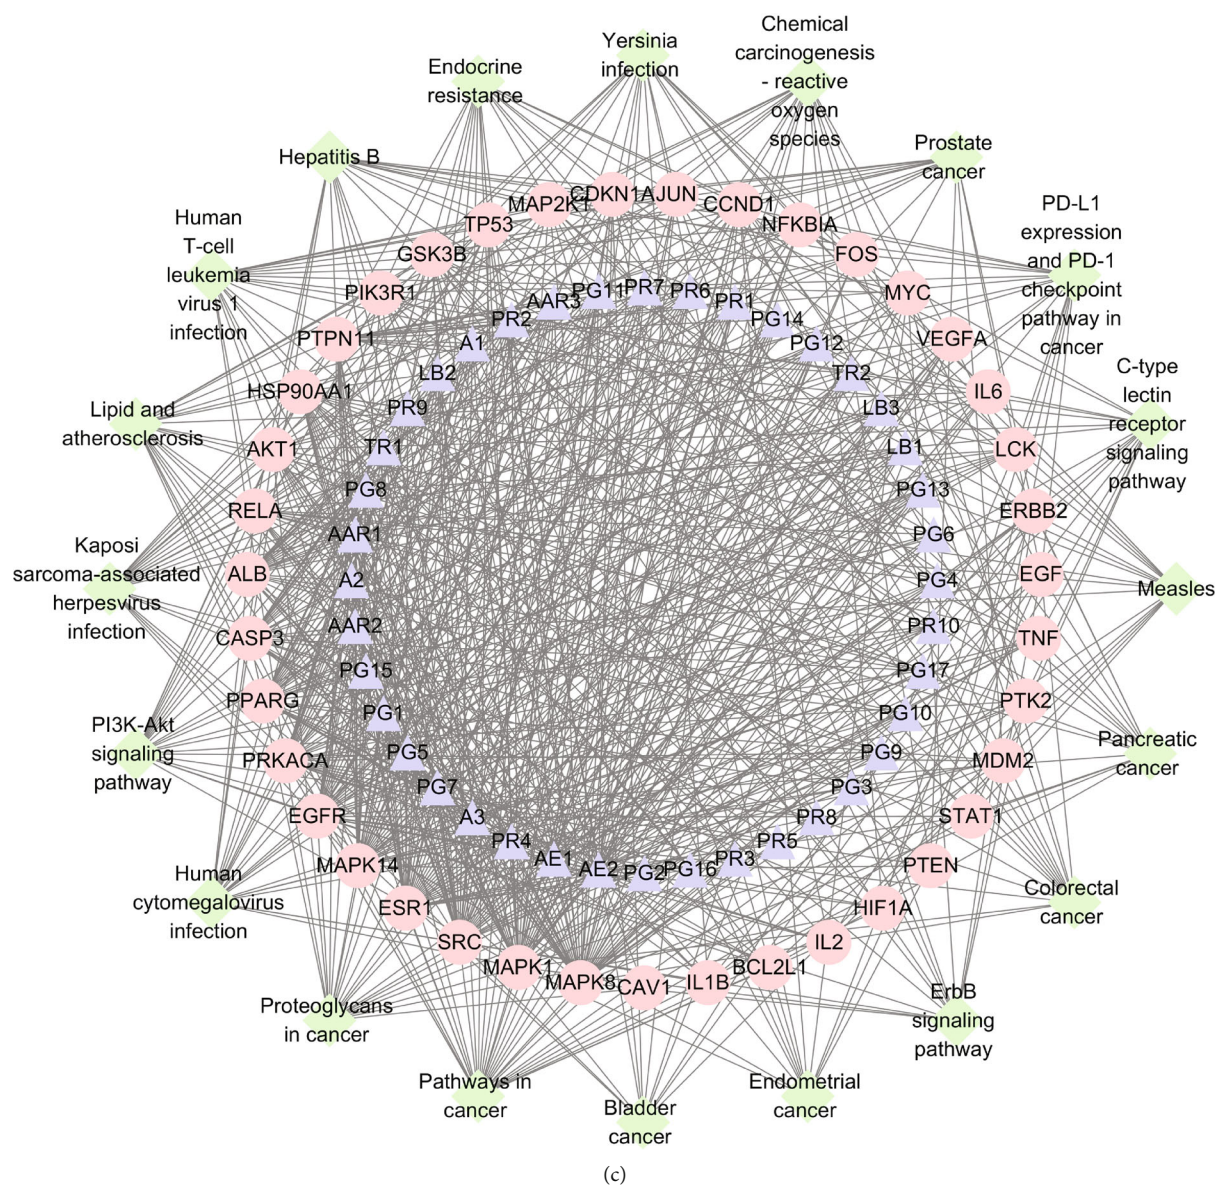 Yersinia
infection
Chemical
carcinogenesis
- reactive
oxygen
species
Prostate
cancer
PD-L1
expression
and PD-1
checkpoint
pathway in
cancer
C-type
lectin
receptor
signaling
pathway
Measles
Pancreatic
cancer
Colorectal
cancer
ErbB
signaling
pathway
Endometrial
cancer
Bladder
cancer
Pathways in
cancer
Proteoglycans
in cancer
Human
cytomegalovirus
infection
PI3K-Akt
signaling
pathway
Kaposi
sarcoma-associated
herpesvirus
infection
Lipid and
atherosclerosis
Human
T-cell
leukemia
virus 1
infection
Hepatitis B
Endocrine
resistance
CDKN1A
JUN
CCND1
NFKBIA
FOS
MYC
VEGFA
IL6
LCK
ERBB2
EGF
TNF
PTK2
MDM2
STAT1
PTEN
HIF1A
IL2
BCL2L1
IL1B
CAV1
MAPK8
MAPK1
SRC
ESR1
MAPK14
EGFR
PRKACA
PPARG
CASP3
ALB
RELA
AKT1
HSP90AA1
PTPN11
PIK3R1
GSK3B
TP53
MAP2K1
PR7
PR6
PR1
PG14
PG12
TR2
LB3
LB1
PG13
PG6
PG4
PR10
PG17
PG10
PG9
PG3
PR8
PR5
PR3
PG16
PG2
AE2
AE1
PR4
A3
PG7
PG5
PG1
PG15
AAR2
A2
AAR1
PG8
TR1
PR9
LB2
A1
PR2
AAR3
PG11
(c)